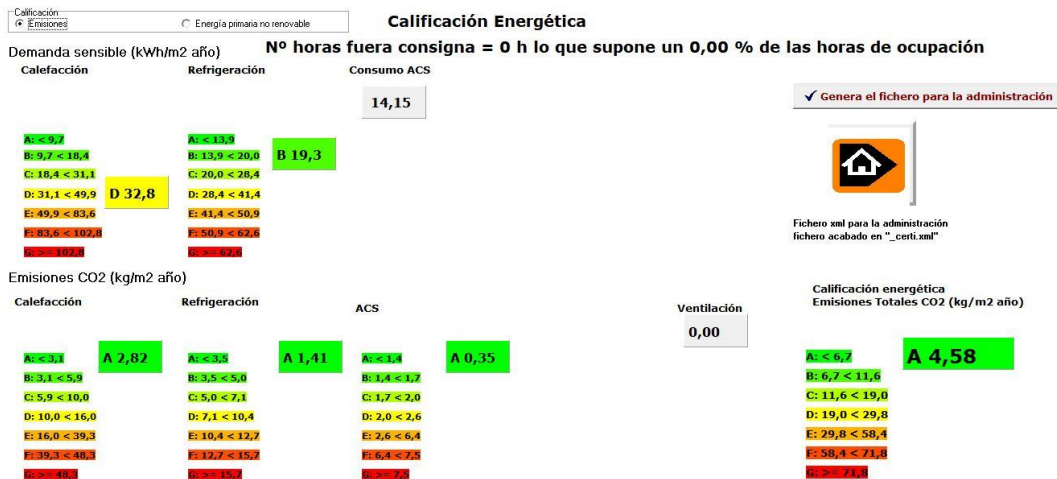 Calificación
Emisiones
Energía primaria no renovable
Calificación Energética
Demanda sensible (kWh/m2 año)
Nº horas fuera consigna = 0 h lo que supone un 0,00 % de las horas de ocupación
Calefacción
Refrigeración
Consumo ACS
14,15
Genera el fichero para la administración
A: < 9,7
B: 9,7 < 18,4
C: 18,4 < 31,1
D: 31,1 < 49,9
E: 49,9 < 83,6
F: 83,6 < 102,8
G: >= 102,8
D 32,8
A: < 13,9
B: 13,9 < 20,0
C: 20,0 < 28,4
D: 28,4 < 41,4
E: 41,4 < 50,9
F: 50,9 < 62,6
G: >= 62,6
B 19,3
Fichero xml para la administración
fichero acabado en "_certi.xml"
Emisiones CO2 (kg/m2 año)
Calefacción
Refrigeración
ACS
Ventilación
0,00
Calificación energética
Emisiones Totales CO2 (kg/m2 año)
A: < 3,1
B: 3,1 < 5,9
C: 5,9 < 10,0
D: 10,0 < 16,0
E: 16,0 < 39,3
F: 39,3 < 48,3
G: >= 48,3
A 2,82
A: < 3,5
B: 3,5 < 5,0
C: 5,0 < 7,1
D: 7,1 < 10,4
E: 10,4 < 12,7
F: 12,7 < 15,7
G: >= 15,7
A 1,41
A: < 1,4
B: 1,4 < 1,7
C: 1,7 < 2,0
D: 2,0 < 2,6
E: 2,6 < 6,4
F: 6,4 < 7,5
G: >= 7,5
A 0,35
A: < 6,7
B: 6,7 < 11,6
C: 11,6 < 19,0
D: 19,0 < 29,8
E: 29,8 < 58,4
F: 58,4 < 71,8
G: >= 71,8
A 4,58